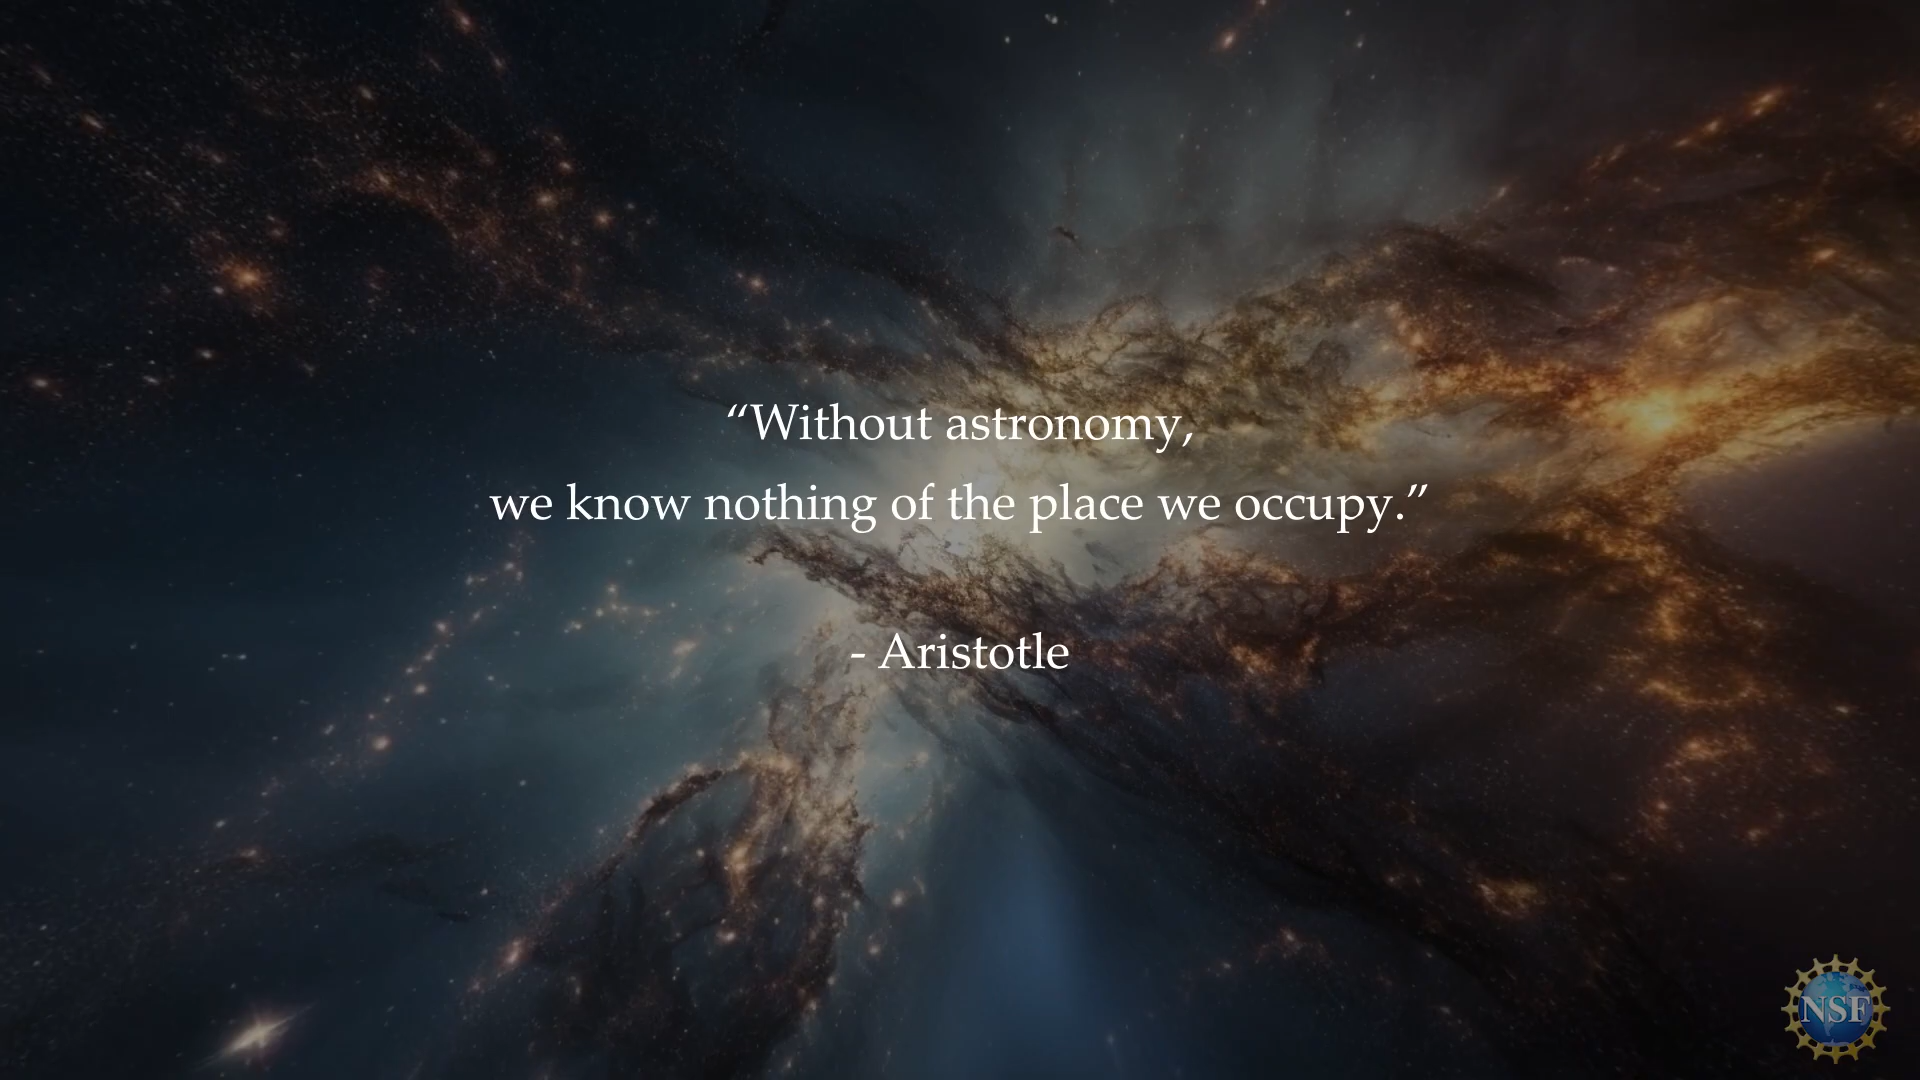 “Without astronomy,
we know nothing of the place we occupy.”
- Aristotle
NSF